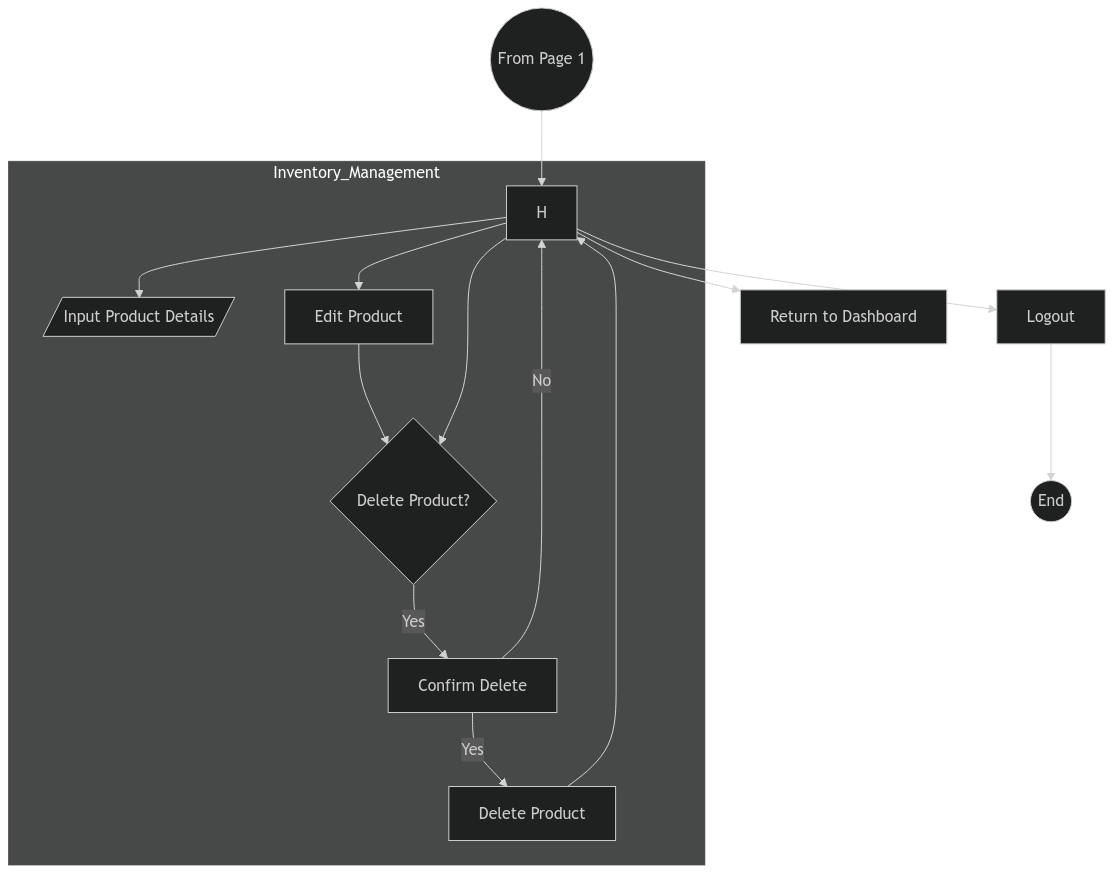 From Page 1
Inventory_Management
H
Input Product Details
Edit Product
Return to Dashboard
Logout
No
Delete Product?
End
Yes
Confirm Delete
Yes
Delete Product